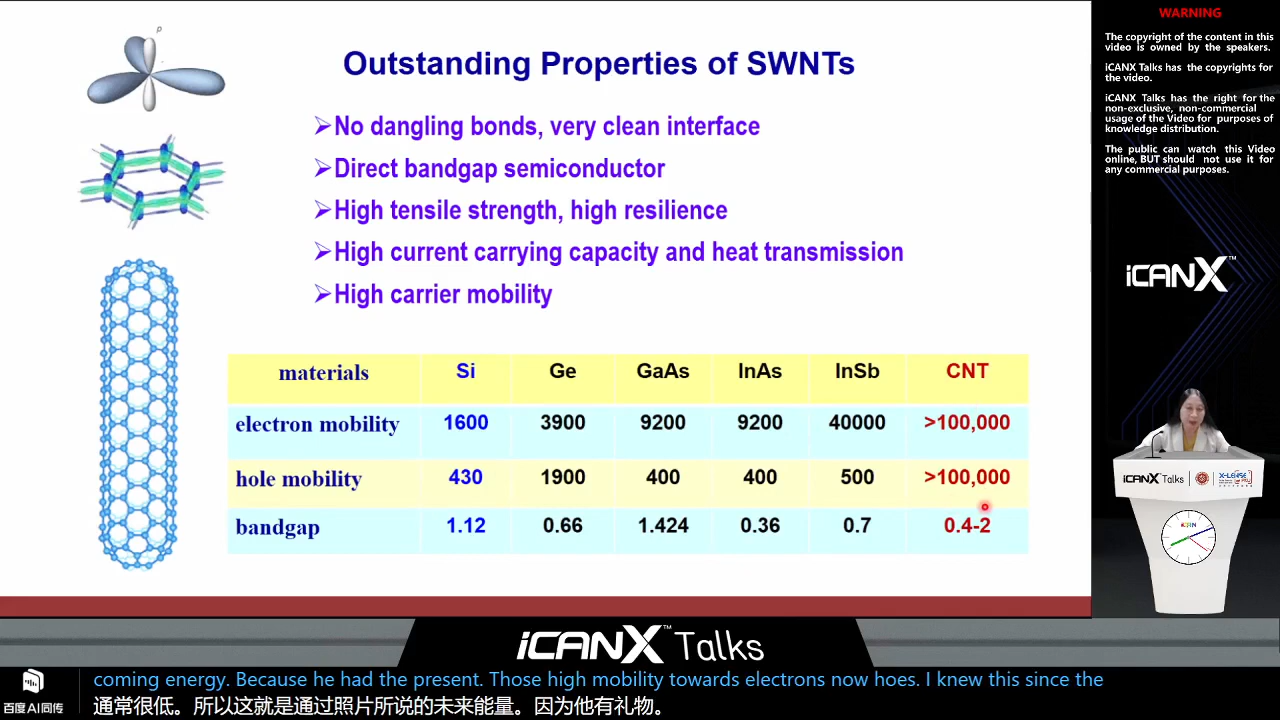 Outstanding Properties of SWNTs
➢No dangling bonds, very clean interface
➢Direct bandgap semiconductor
➢High tensile strength, high resilience
➢High current carrying capacity and heat transmission
➢High carrier mobility
materials Si Ge GaAs InAs InSb CNT
electron mobility 1600 3900 9200 9200 40000 >100,000
hole mobility 430 1900 400 400 500 >100,000
bandgap 1.12 0.66 1.424 0.36 0.7 0.4-2
WARNING
The copyright of the content in this
video is owned by the speakers.
iCANX Talks has the copyrights for
the video.
iCANX Talks has the right for the
non-exclusive, non-commercial
usage of the Video for purposes of
knowledge distribution.
The public can watch this Video
online, BUT should not use it for
any commercial purposes.
iCANX™
iCANX Talks
iCANX™ Talks
coming energy. Because he had the present. Those high mobility towards electrons now hoes. I knew this since the
通常很低。所以这就是通过照片所说的未来能量。因为他有礼物。
百度AI同传